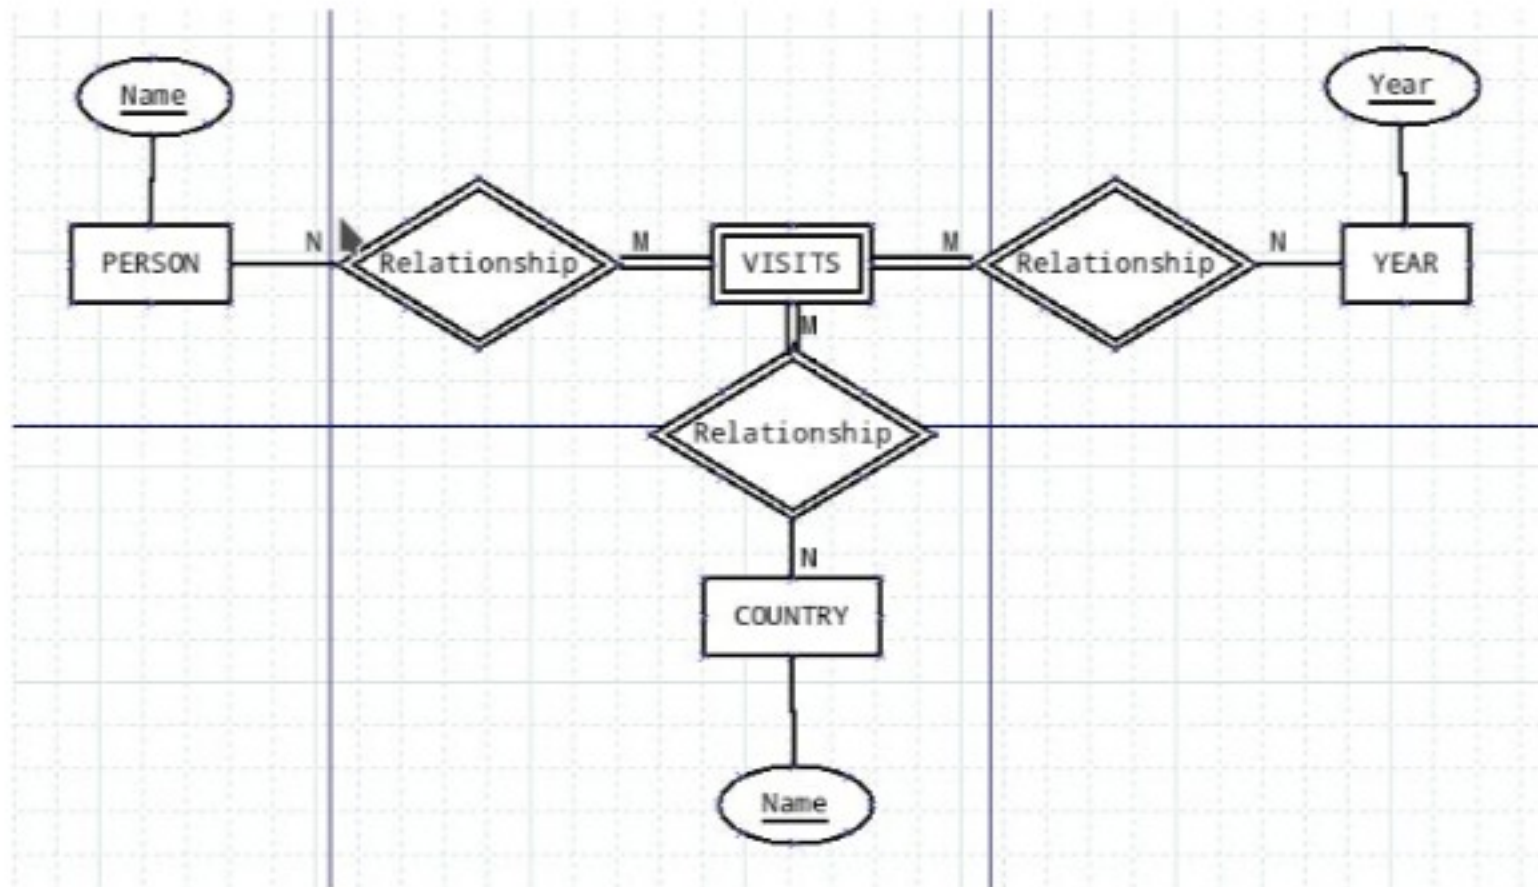 Name
Year
N
M
M
N
PERSON
Relationship
VISITS
Relationship
YEAR
M
Relationship
N
COUNTRY
Name